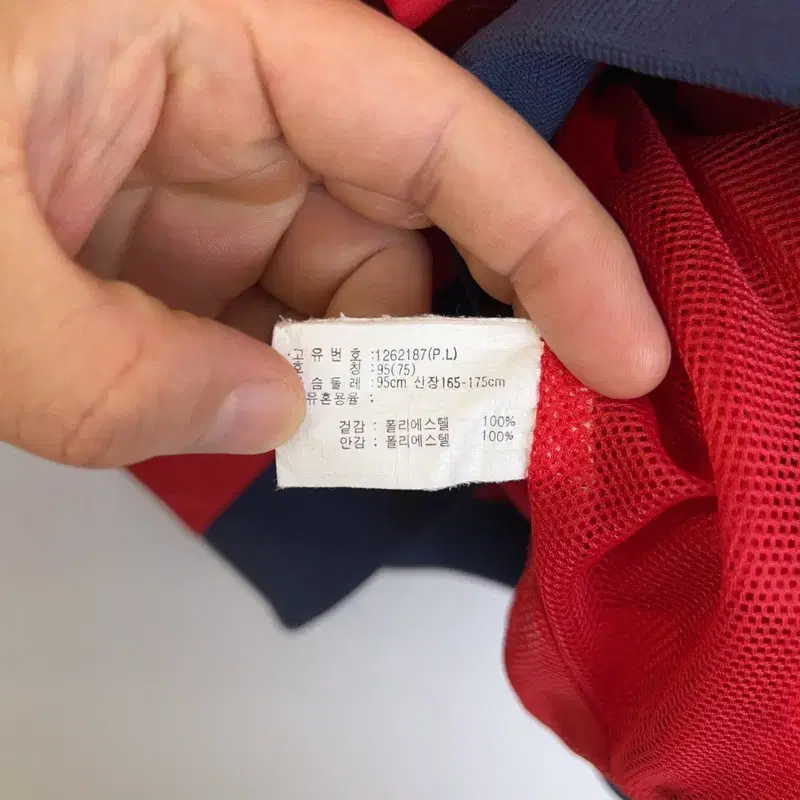 고유번호 :1262187(P.L)
호 칭 :95(75)
슴둘레 :95cm 신장165-175cm
유혼용율 :
겉감 : 폴리에스텔 100%
안감 : 폴리에스텔 100%